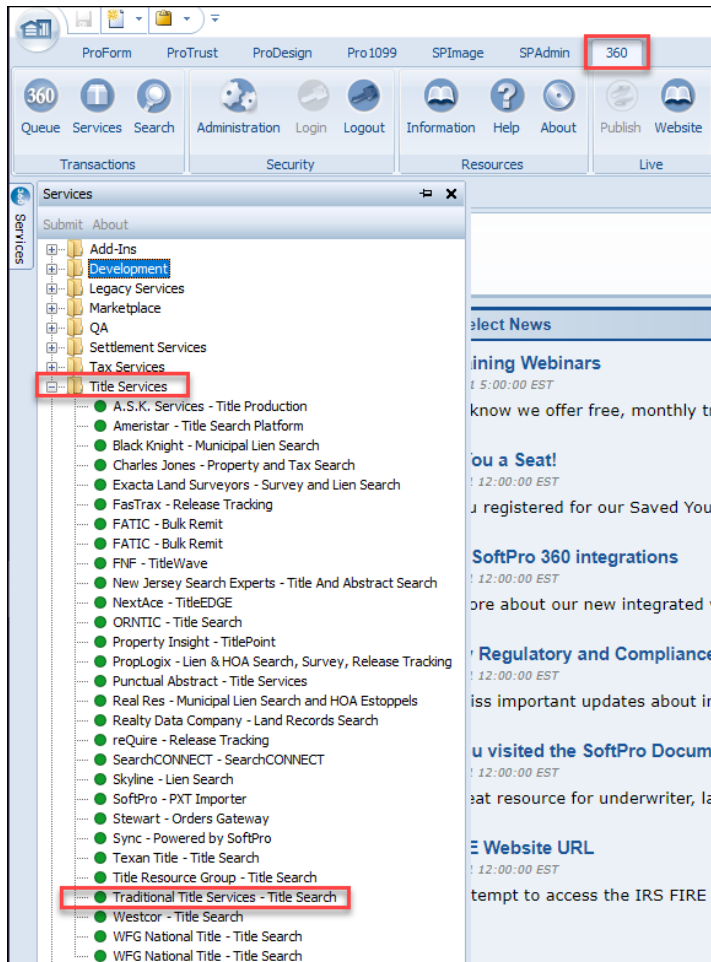 ProForm ProTrust ProDesign Pro1099 SPImage SPAdmin 360
360
Queue Services Search Administration Login Logout Information Help About Publish Website
Transactions Security Resources Live
360 Services
Services
Submit About
Add-Ins
Development
Legacy Services
Marketplace
QA
Settlement Services
Tax Services
Title Services
A.S.K. Services - Title Production
Ameristar - Title Search Platform
Black Knight - Municipal Lien Search
Charles Jones - Property and Tax Search
Exacta Land Surveyors - Survey and Lien Search
FasTrax - Release Tracking
FATIC - Bulk Remit
FATIC - Bulk Remit
FNF - TitleWave
New Jersey Search Experts - Title And Abstract Search
NextAce - TitleEDGE
ORNTIC - Title Search
Property Insight - TitlePoint
PropLogix - Lien & HOA Search, Survey, Release Tracking
Punctual Abstract - Title Services
Real Res - Municipal Lien Search and HOA Estoppels
Realty Data Company - Land Records Search
reQuire - Release Tracking
SearchCONNECT - SearchCONNECT
Skyline - Lien Search
SoftPro - PXT Importer
Stewart - Orders Gateway
Sync - Powered by SoftPro
Texan Title - Title Search
Title Resource Group - Title Search
Traditional Title Services - Title Search
Westcor - Title Search
WFG National Title - Title Search
WFG National Title - Title Search
elect News
ining Webinars
1 5:00:00 EST
know we offer free, monthly tr
ou a Seat!
12:00:00 EST
u registered for our Saved You
SoftPro 360 integrations
12:00:00 EST
ore about our new integrated
Regulatory and Compliance
12:00:00 EST
iss important updates about in
u visited the SoftPro Docum
12:00:00 EST
eat resource for underwriter, la
E Website URL
12:00:00 EST
tempt to access the IRS FIRE